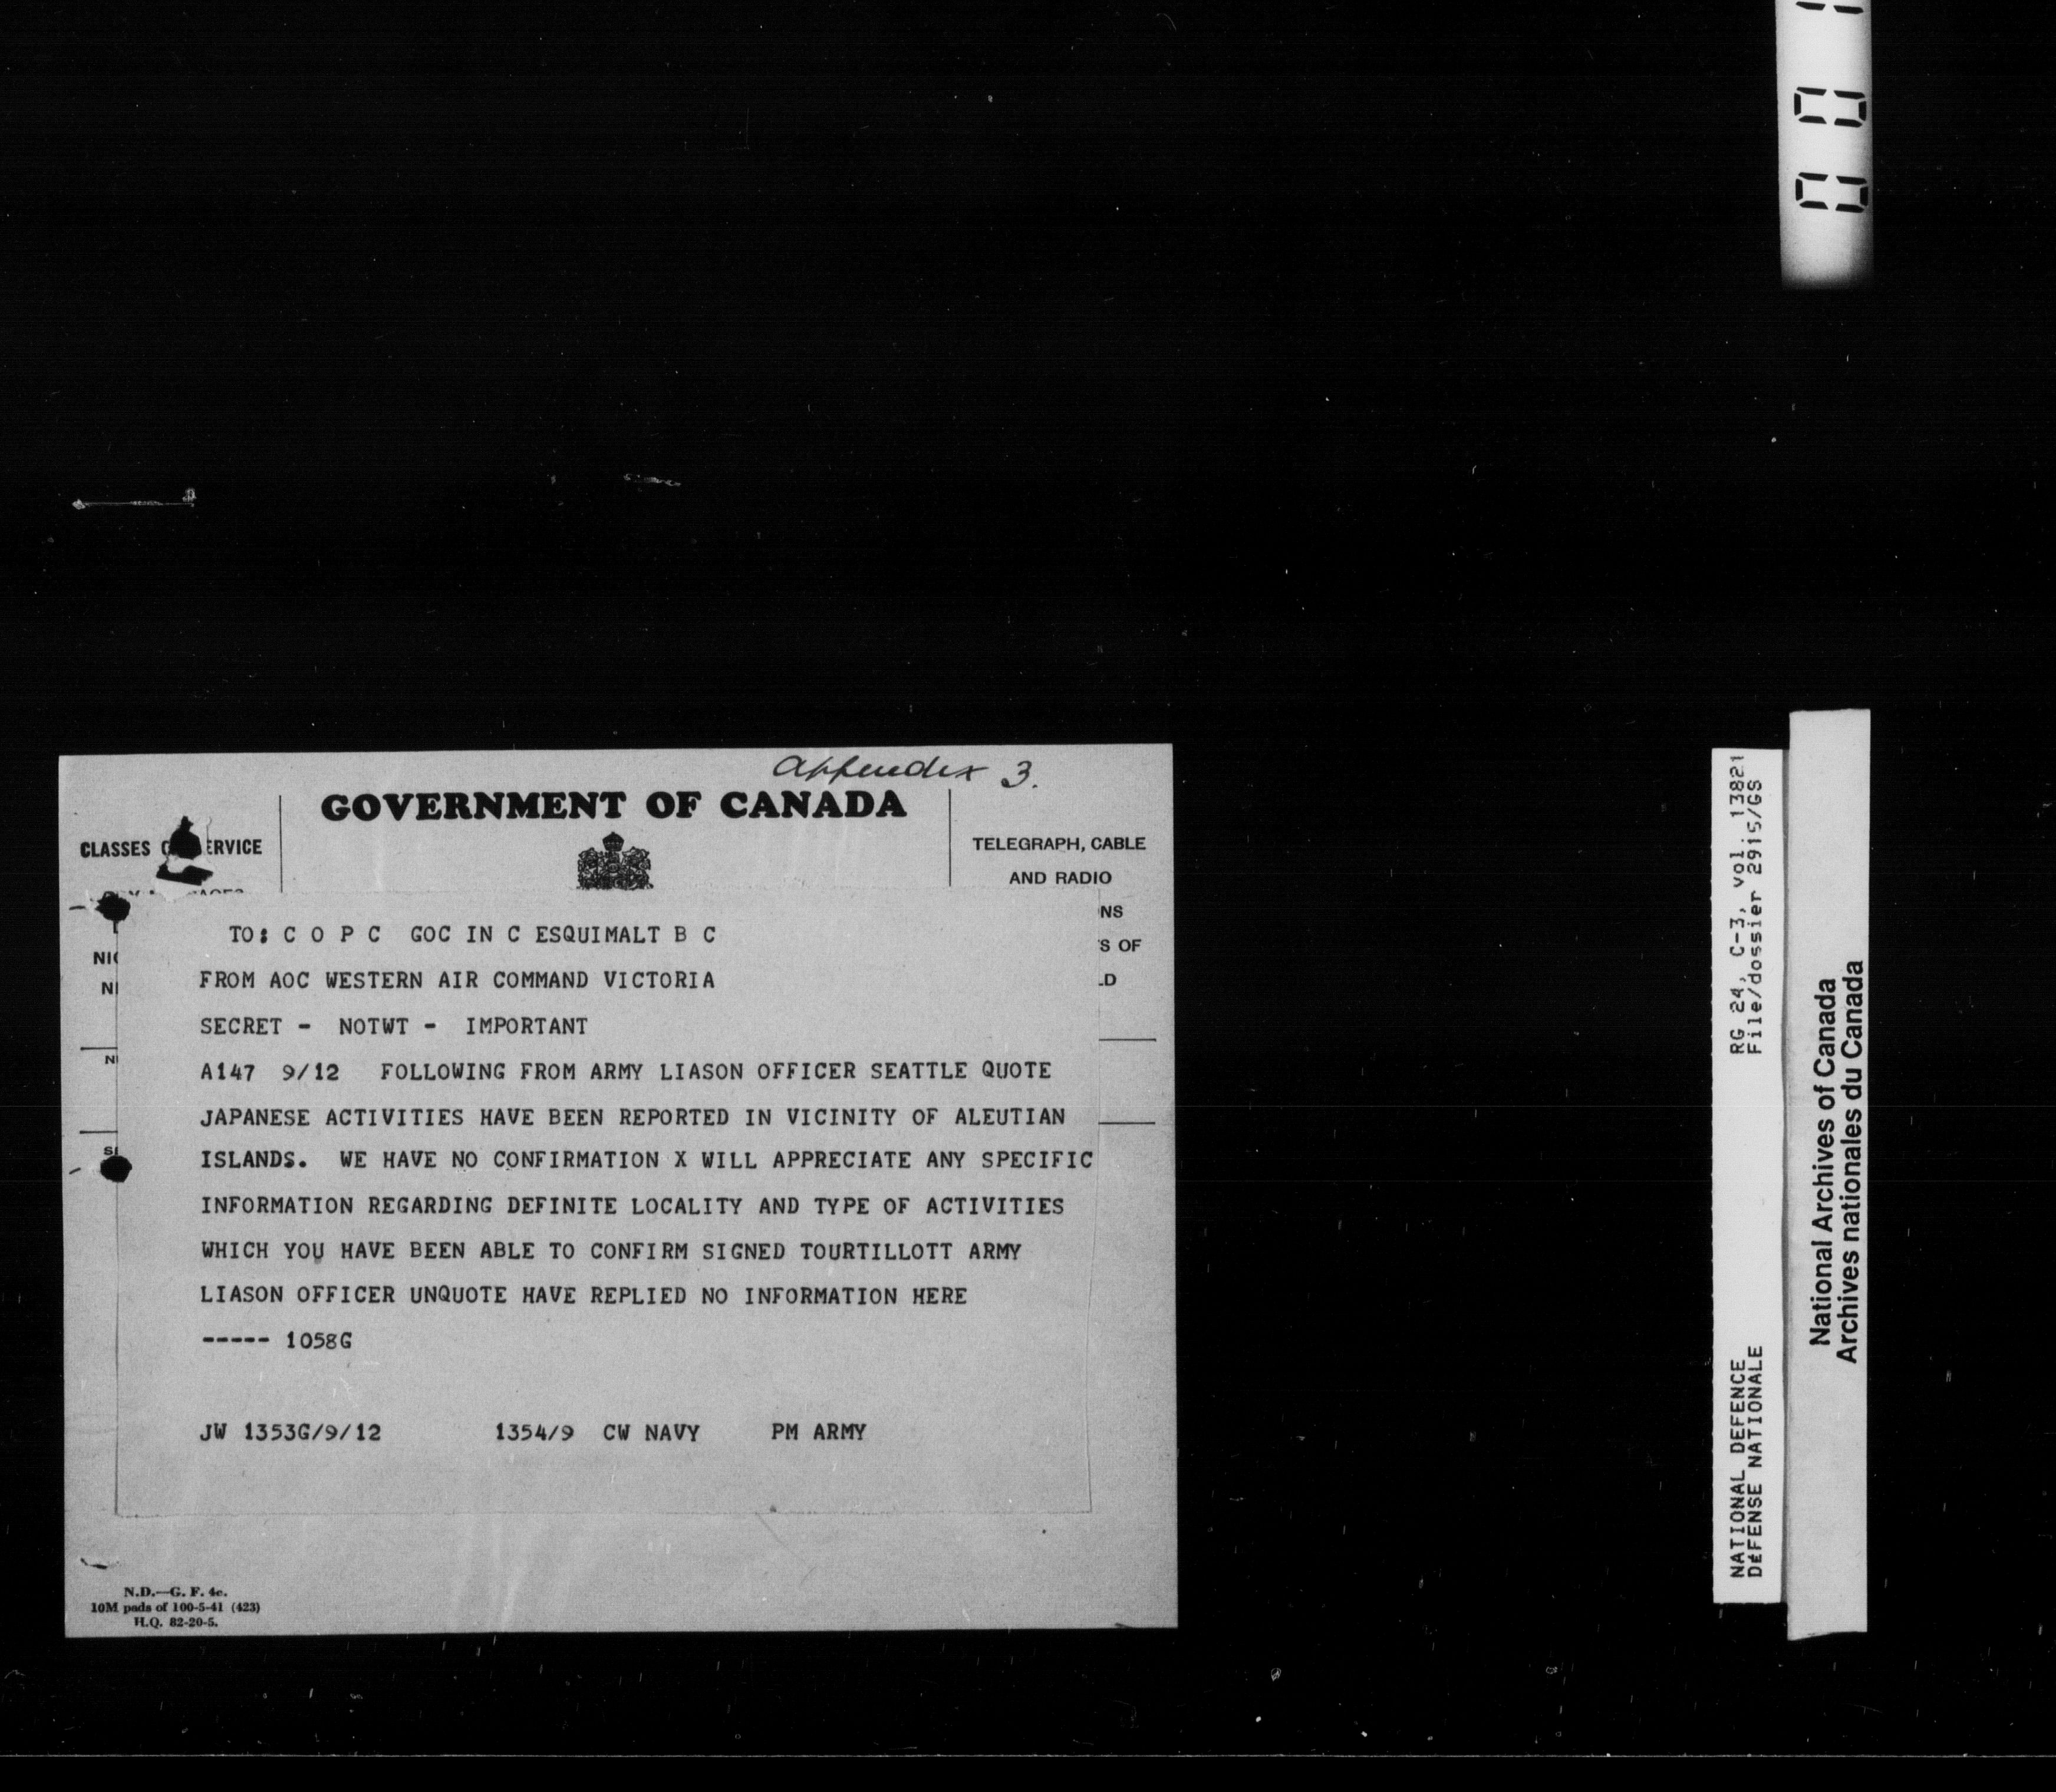 appendix 3.
GOVERNMENT OF CANADA
CLASSES
TELEGRAPH, CABLE
AND RADIO
NS
S OF
D
TO: C O P C GOC IN C ESQUIMALT B C
FROM AOC WESTERN AIR COMMAND VICTORIA
SECRET - NOTWT - IMPORTANT
A147 9/12 FOLLOWING FROM ARMY LIASON OFFICER SEATTLE QUOTE
JAPANESE ACTIVITIES HAVE BEEN REPORTED IN VICINITY OF ALEUTIAN
ISLANDS. WE HAVE NO CONFIRMATION X WILL APPRECIATE ANY SPECIFIC
INFORMATION REGARDING DEFINITE LOCALITY AND TYPE OF ACTIVITIES
WHICH YOU HAVE BEEN ABLE TO CONFIRM SIGNED TOURTILLOTT ARMY
LIASON OFFICER UNQUOTE HAVE REPLIED NO INFORMATION HERE
----- 1058G
JW 1353G/9/12 1354/9 CW NAVY PM ARMY
N.D.—G. F. 4c.
10M pads of 100-5-41 (423)
H.Q. 82-20-5.
RG 24, C-3, vol. 13821
File/dossier 2915/GS
NATIONAL DEFENCE
DÉFENSE NATIONALE
National Archives of Canada
Archives nationales du Canada